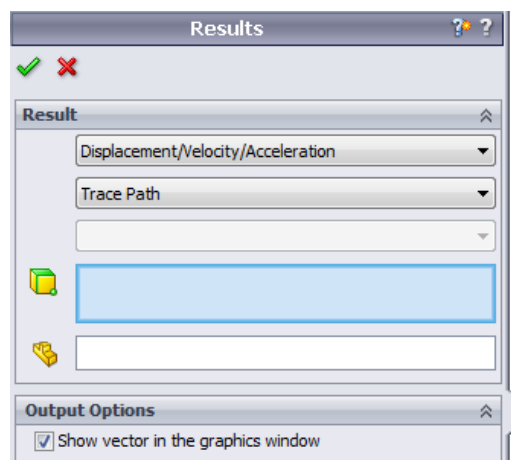 Results ? ?
Result
Displacement/Velocity/Acceleration
Trace Path
Output Options
Show vector in the graphics window